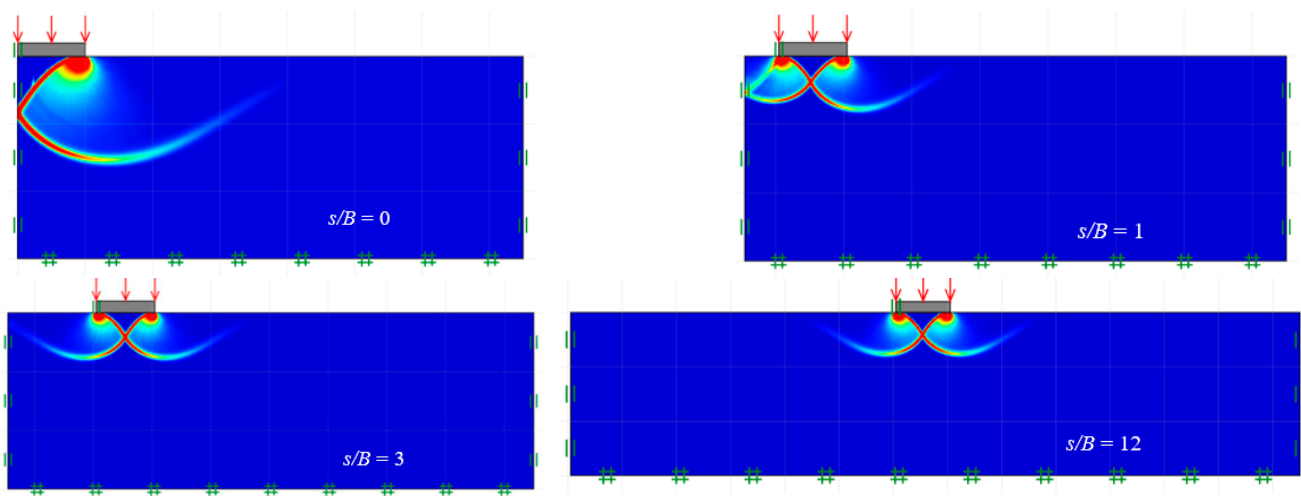 s/B = 0
s/B = 1
s/B = 3
s/B = 12